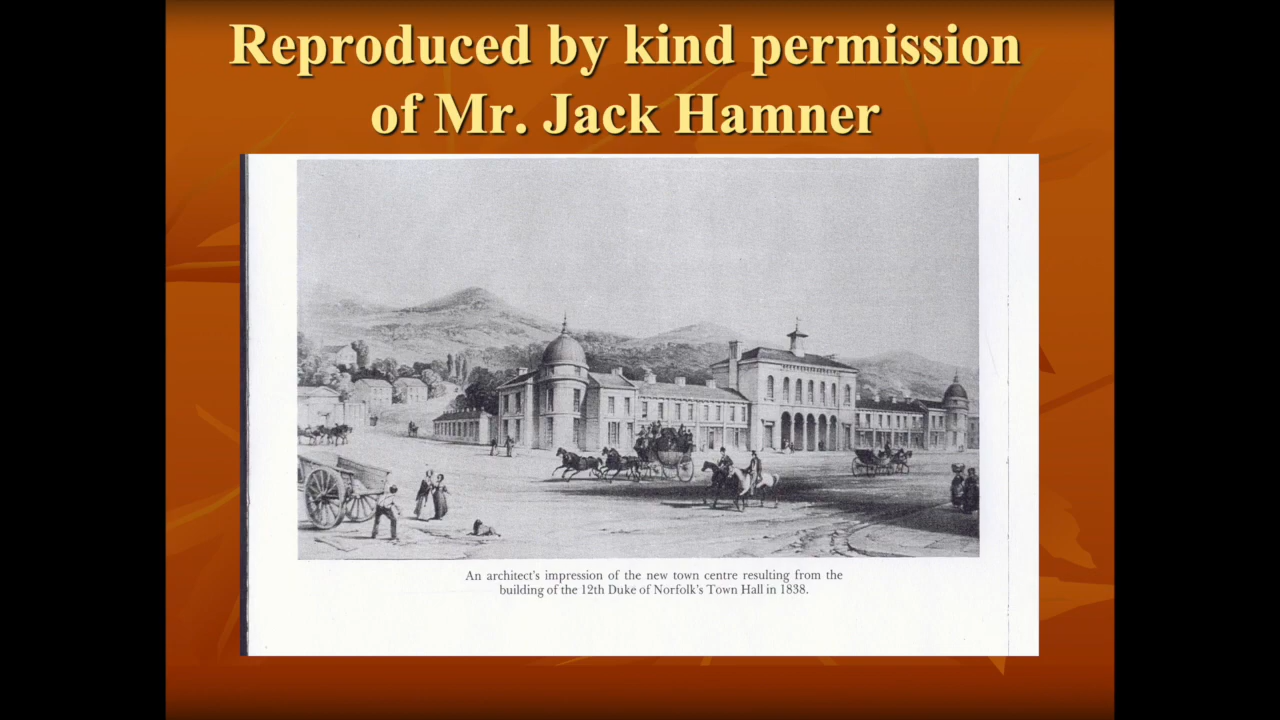 Reproduced by kind permission
of Mr. Jack Hamner
An architect's impression of the new town centre resulting from the
building of the 12th Duke of Norfolk's Town Hall in 1838.